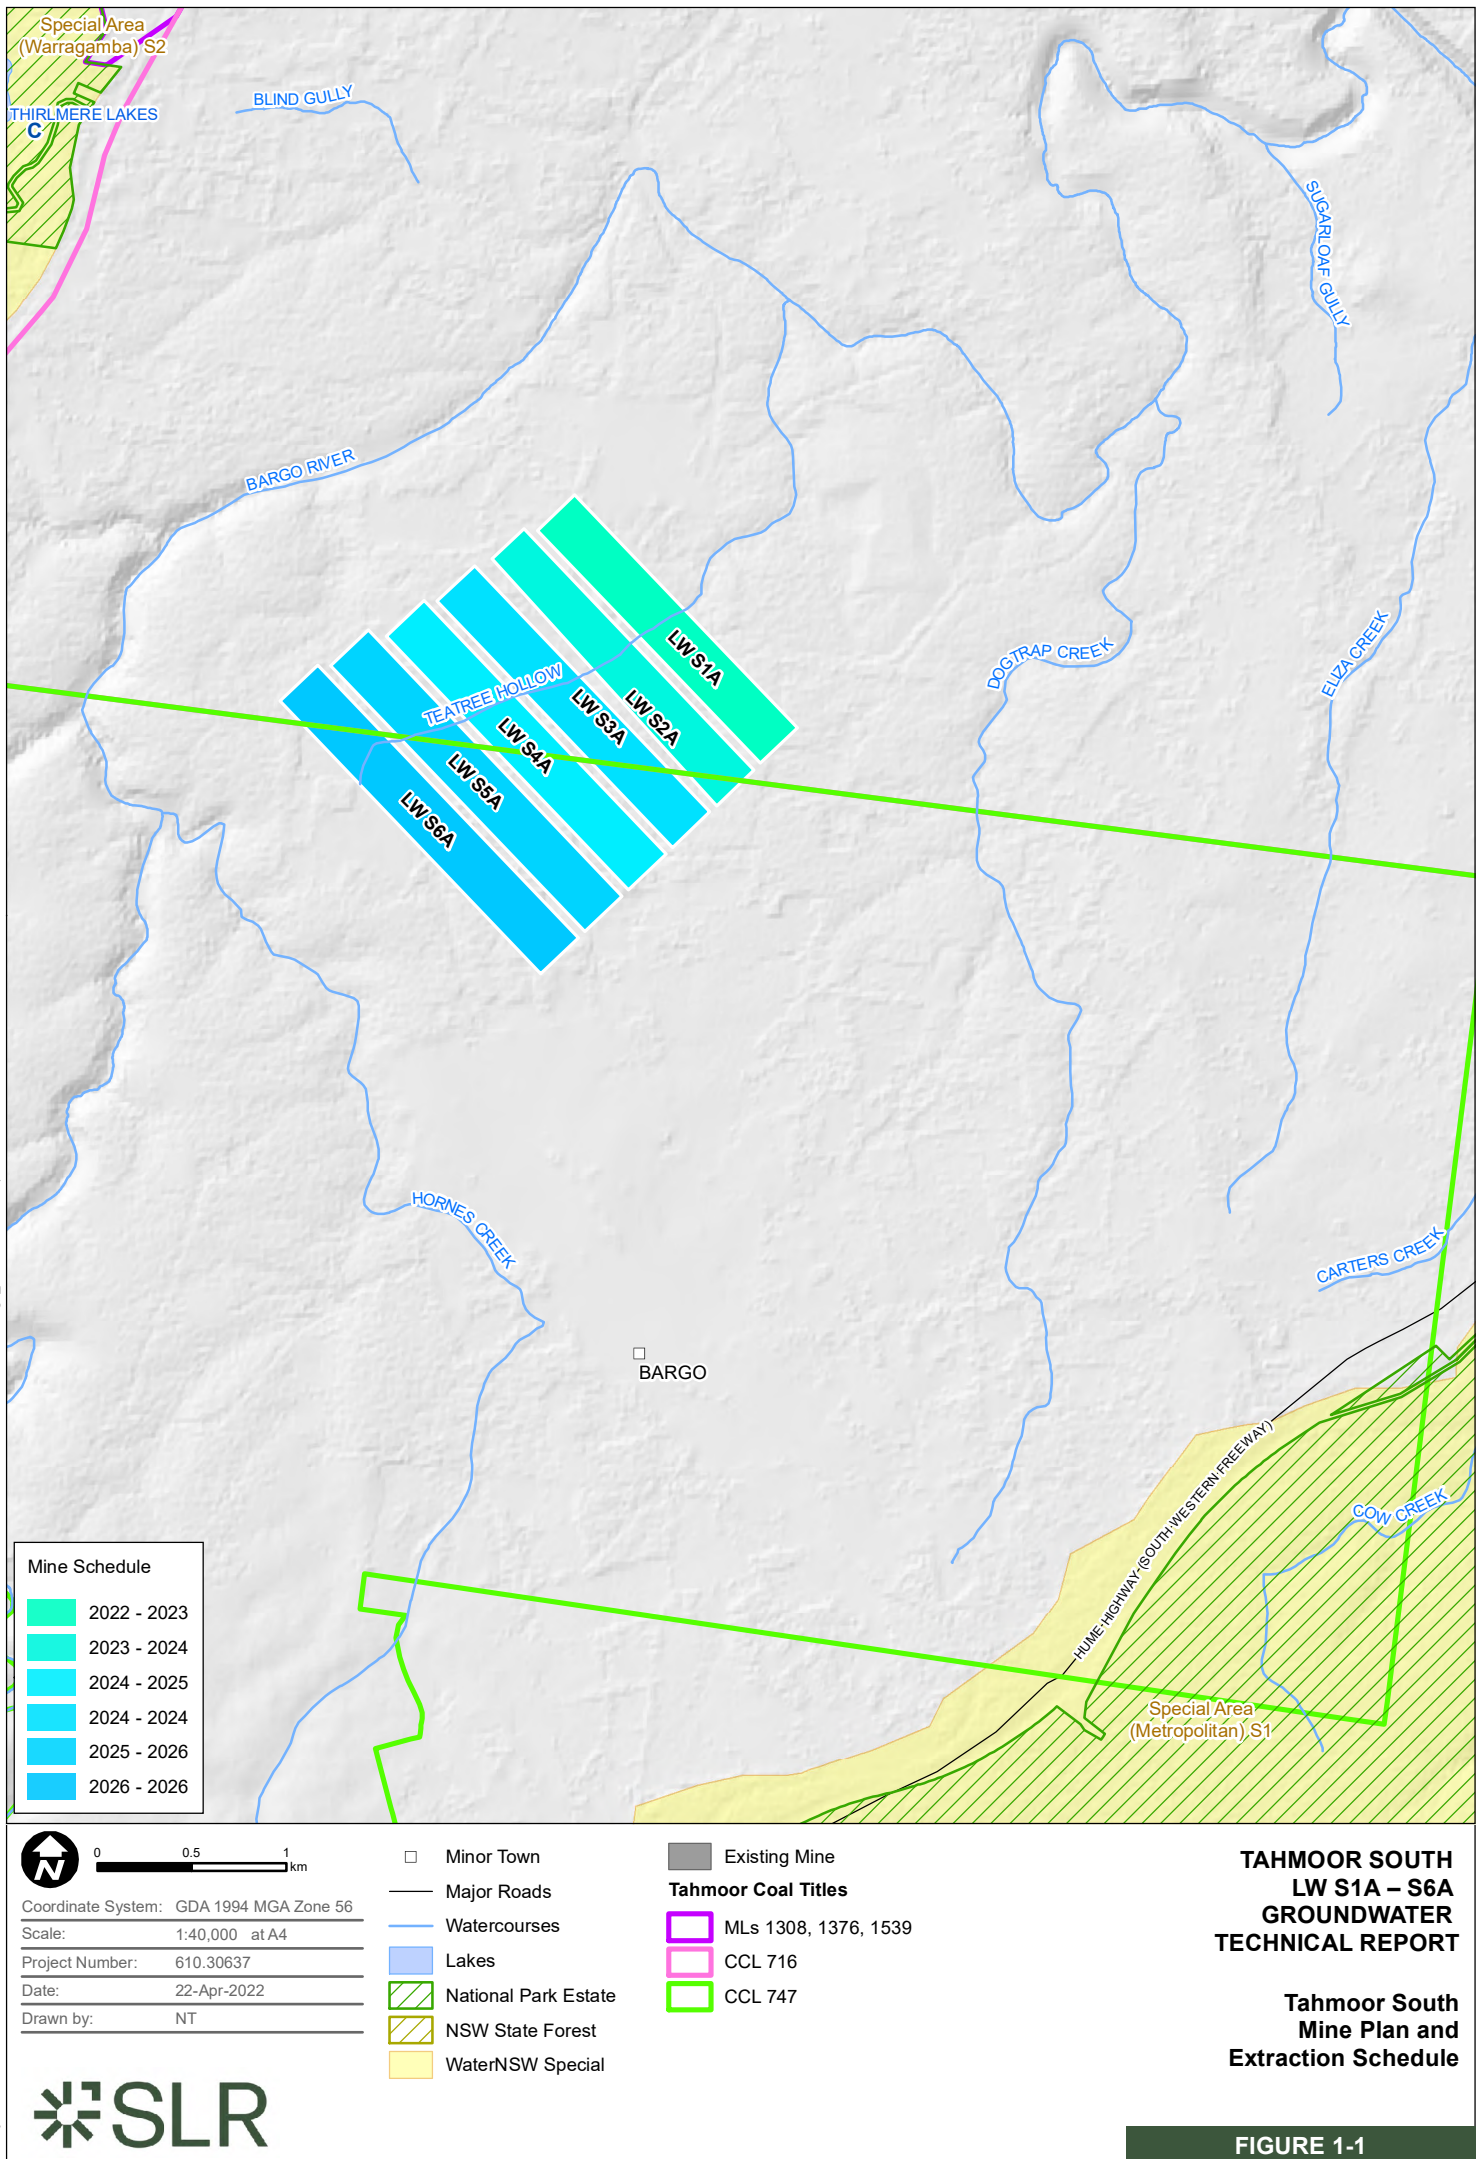 Special Area
(Warragamba) S2
THIRLMERE LAKES
C
BLIND GULLY
SUGARLOAF GULLY
BARGO RIVER
LW S1A
LW S2A
LW S3A
LW S4A
LW S5A
LW S6A
TEATREE HOLLOW
DOGTRAP CREEK
ELIZA CREEK
HORNES CREEK
CARTERS CREEK
BARGO
HUME HIGHWAY (SOUTH WESTERN FREEWAY)
COW CREEK
Special Area
(Metropolitan) S1
Mine Schedule
2022 - 2023
2023 - 2024
2024 - 2025
2024 - 2024
2025 - 2026
2026 - 2026
N
0 0.5 1
km
Coordinate System: GDA 1994 MGA Zone 56
Scale: 1:40,000 at A4
Project Number: 610.30637
Date: 22-Apr-2022
Drawn by: NT
SLR
Minor Town
Major Roads
Watercourses
Lakes
National Park Estate
NSW State Forest
WaterNSW Special
Existing Mine
Tahmoor Coal Titles
MLs 1308, 1376, 1539
CCL 716
CCL 747
TAHMOOR SOUTH
LW S1A – S6A
GROUNDWATER
TECHNICAL REPORT
Tahmoor South
Mine Plan and
Extraction Schedule
FIGURE 1-1